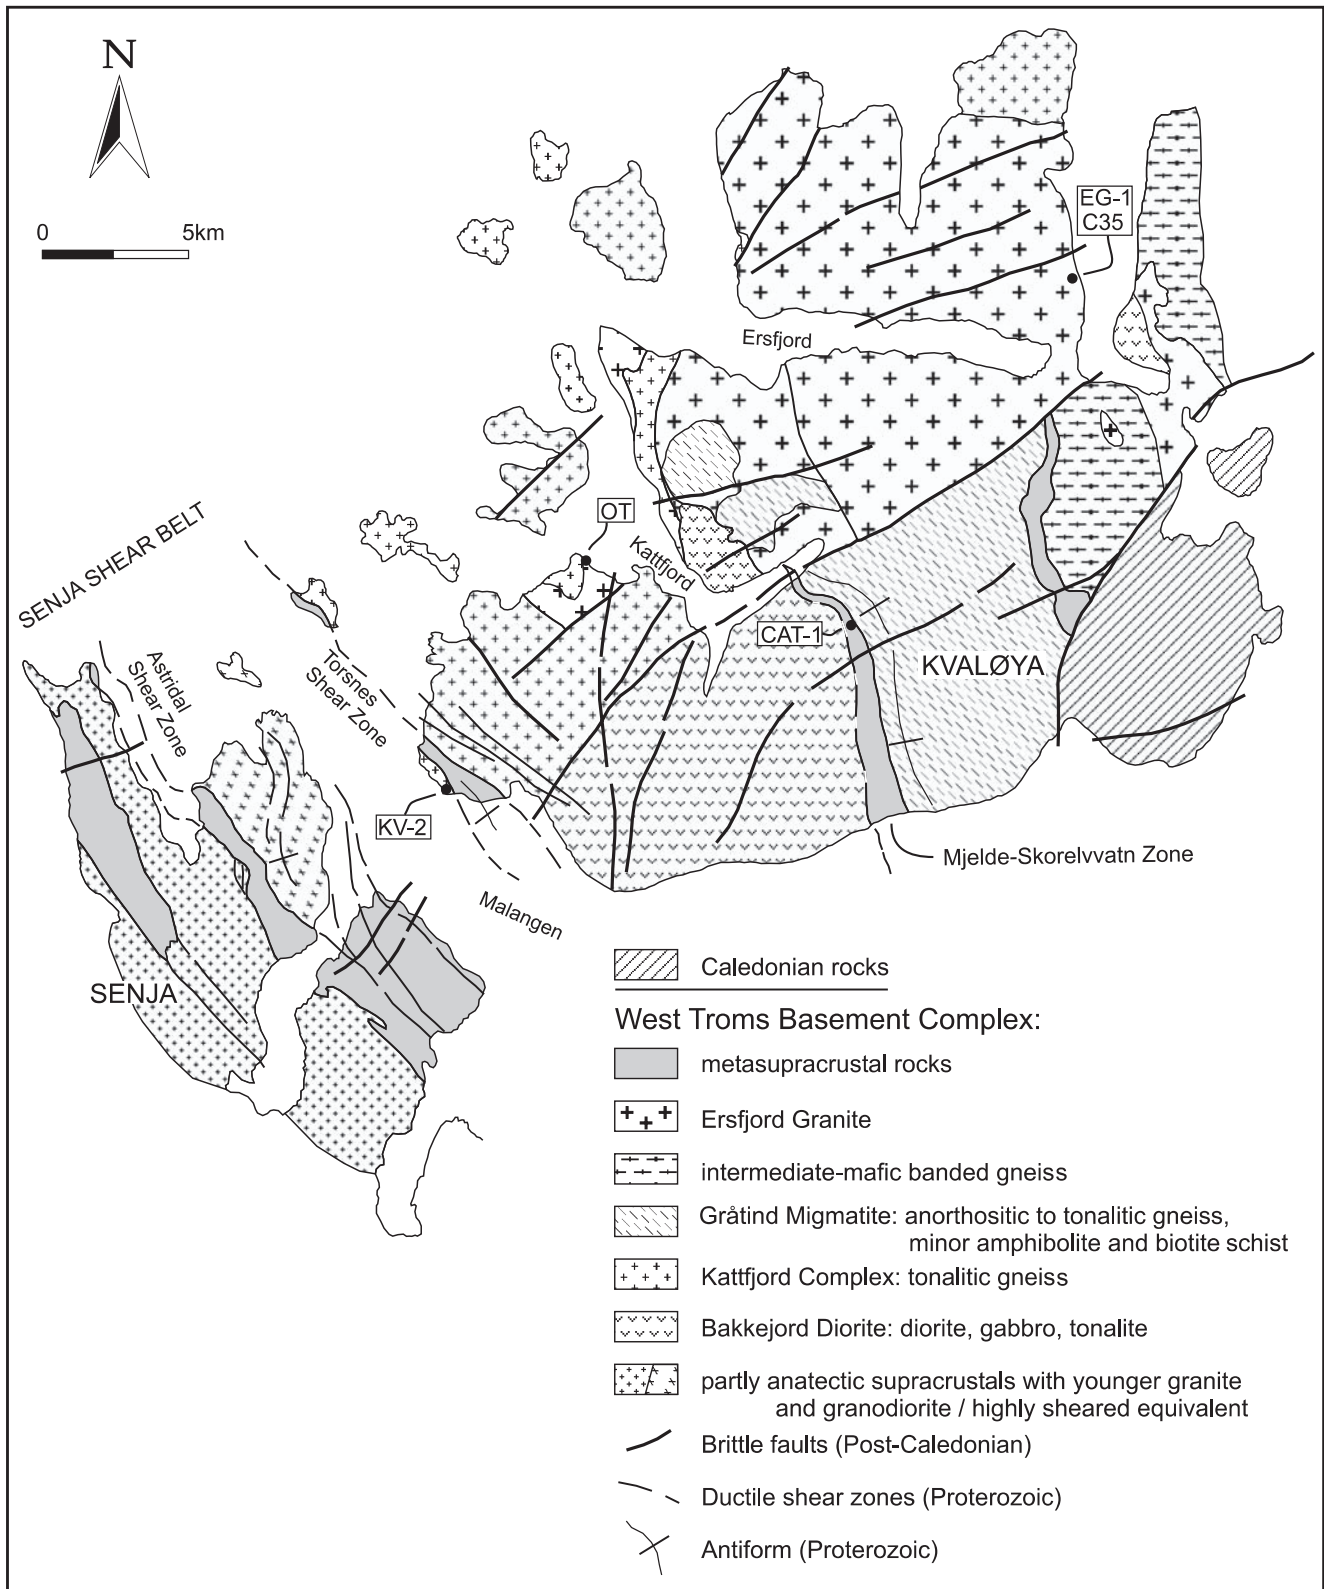 N
0 5km
EG-1
C35
Ersfjord
OT
Kattfjord
SENJA SHEAR BELT
Astridal
Shear Zone
Torsnes
Shear Zone
CAT-1
KVALØYA
KV-2
Mjelde-Skorelvvatn Zone
Malangen
SENJA
Caledonian rocks
West Troms Basement Complex:
metasupracrustal rocks
Ersfjord Granite
intermediate-mafic banded gneiss
Gråtind Migmatite: anorthositic to tonalitic gneiss,
minor amphibolite and biotite schist
Kattfjord Complex: tonalitic gneiss
Bakkejord Diorite: diorite, gabbro, tonalite
partly anatectic supracrustals with younger granite
and granodiorite / highly sheared equivalent
Brittle faults (Post-Caledonian)
Ductile shear zones (Proterozoic)
Antiform (Proterozoic)